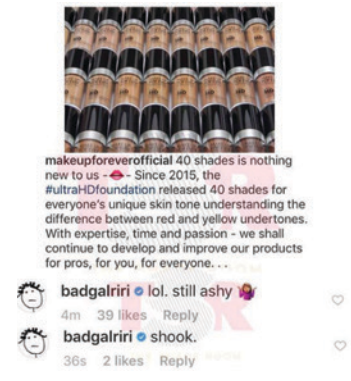 makeupforeverofficial 40 shades is nothing
new to us -👄- Since 2015, the
#ultraHDfoundation released 40 shades for
everyone's unique skin tone understanding the
difference between red and yellow undertones.
With expertise, time and passion - we shall
continue to develop and improve our products
for pros, for you, for everyone. . .
badgalriri lol. still ashy 🤷🏾‍♀️
4m 39 likes Reply
badgalriri shook.
36s 2 likes Reply